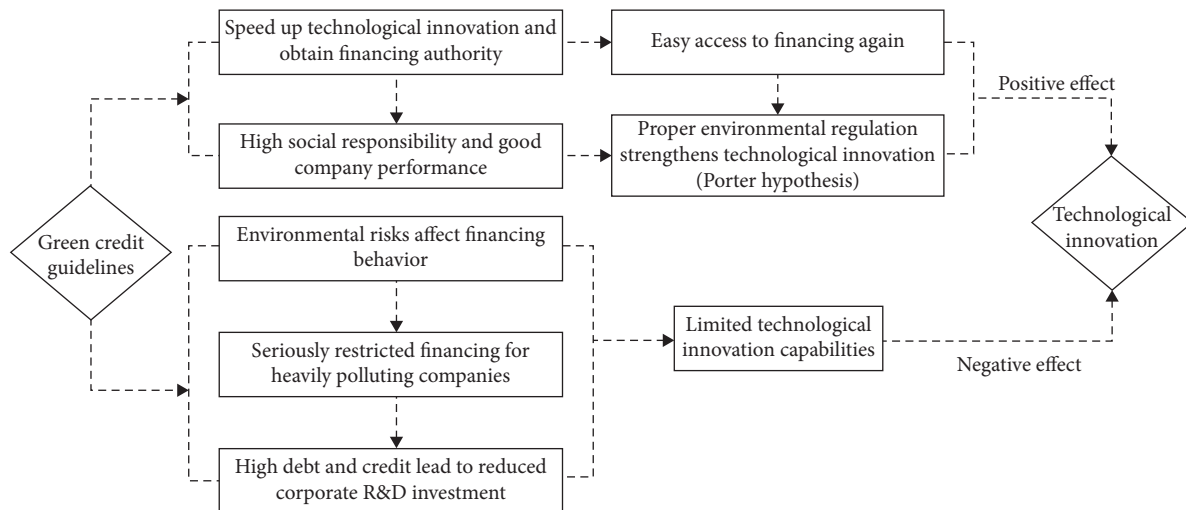 Speed up technological innovation and
obtain financing authority
Easy access to financing again
Positive effect
High social responsibility and good
company performance
Proper environmental regulation
strengthens technological innovation
(Porter hypothesis)
Green credit
guidelines
Technological
innovation
Environmental risks affect financing
behavior
Seriously restricted financing for
heavily polluting companies
Limited technological
innovation capabilities
Negative effect
High debt and credit lead to reduced
corporate R&D investment